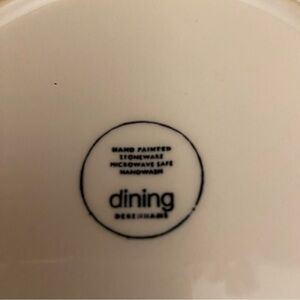 HAND PAINTED
STONEWARE
MICROWAVE SAFE
HANDWASH
dining
DEBENHAMS